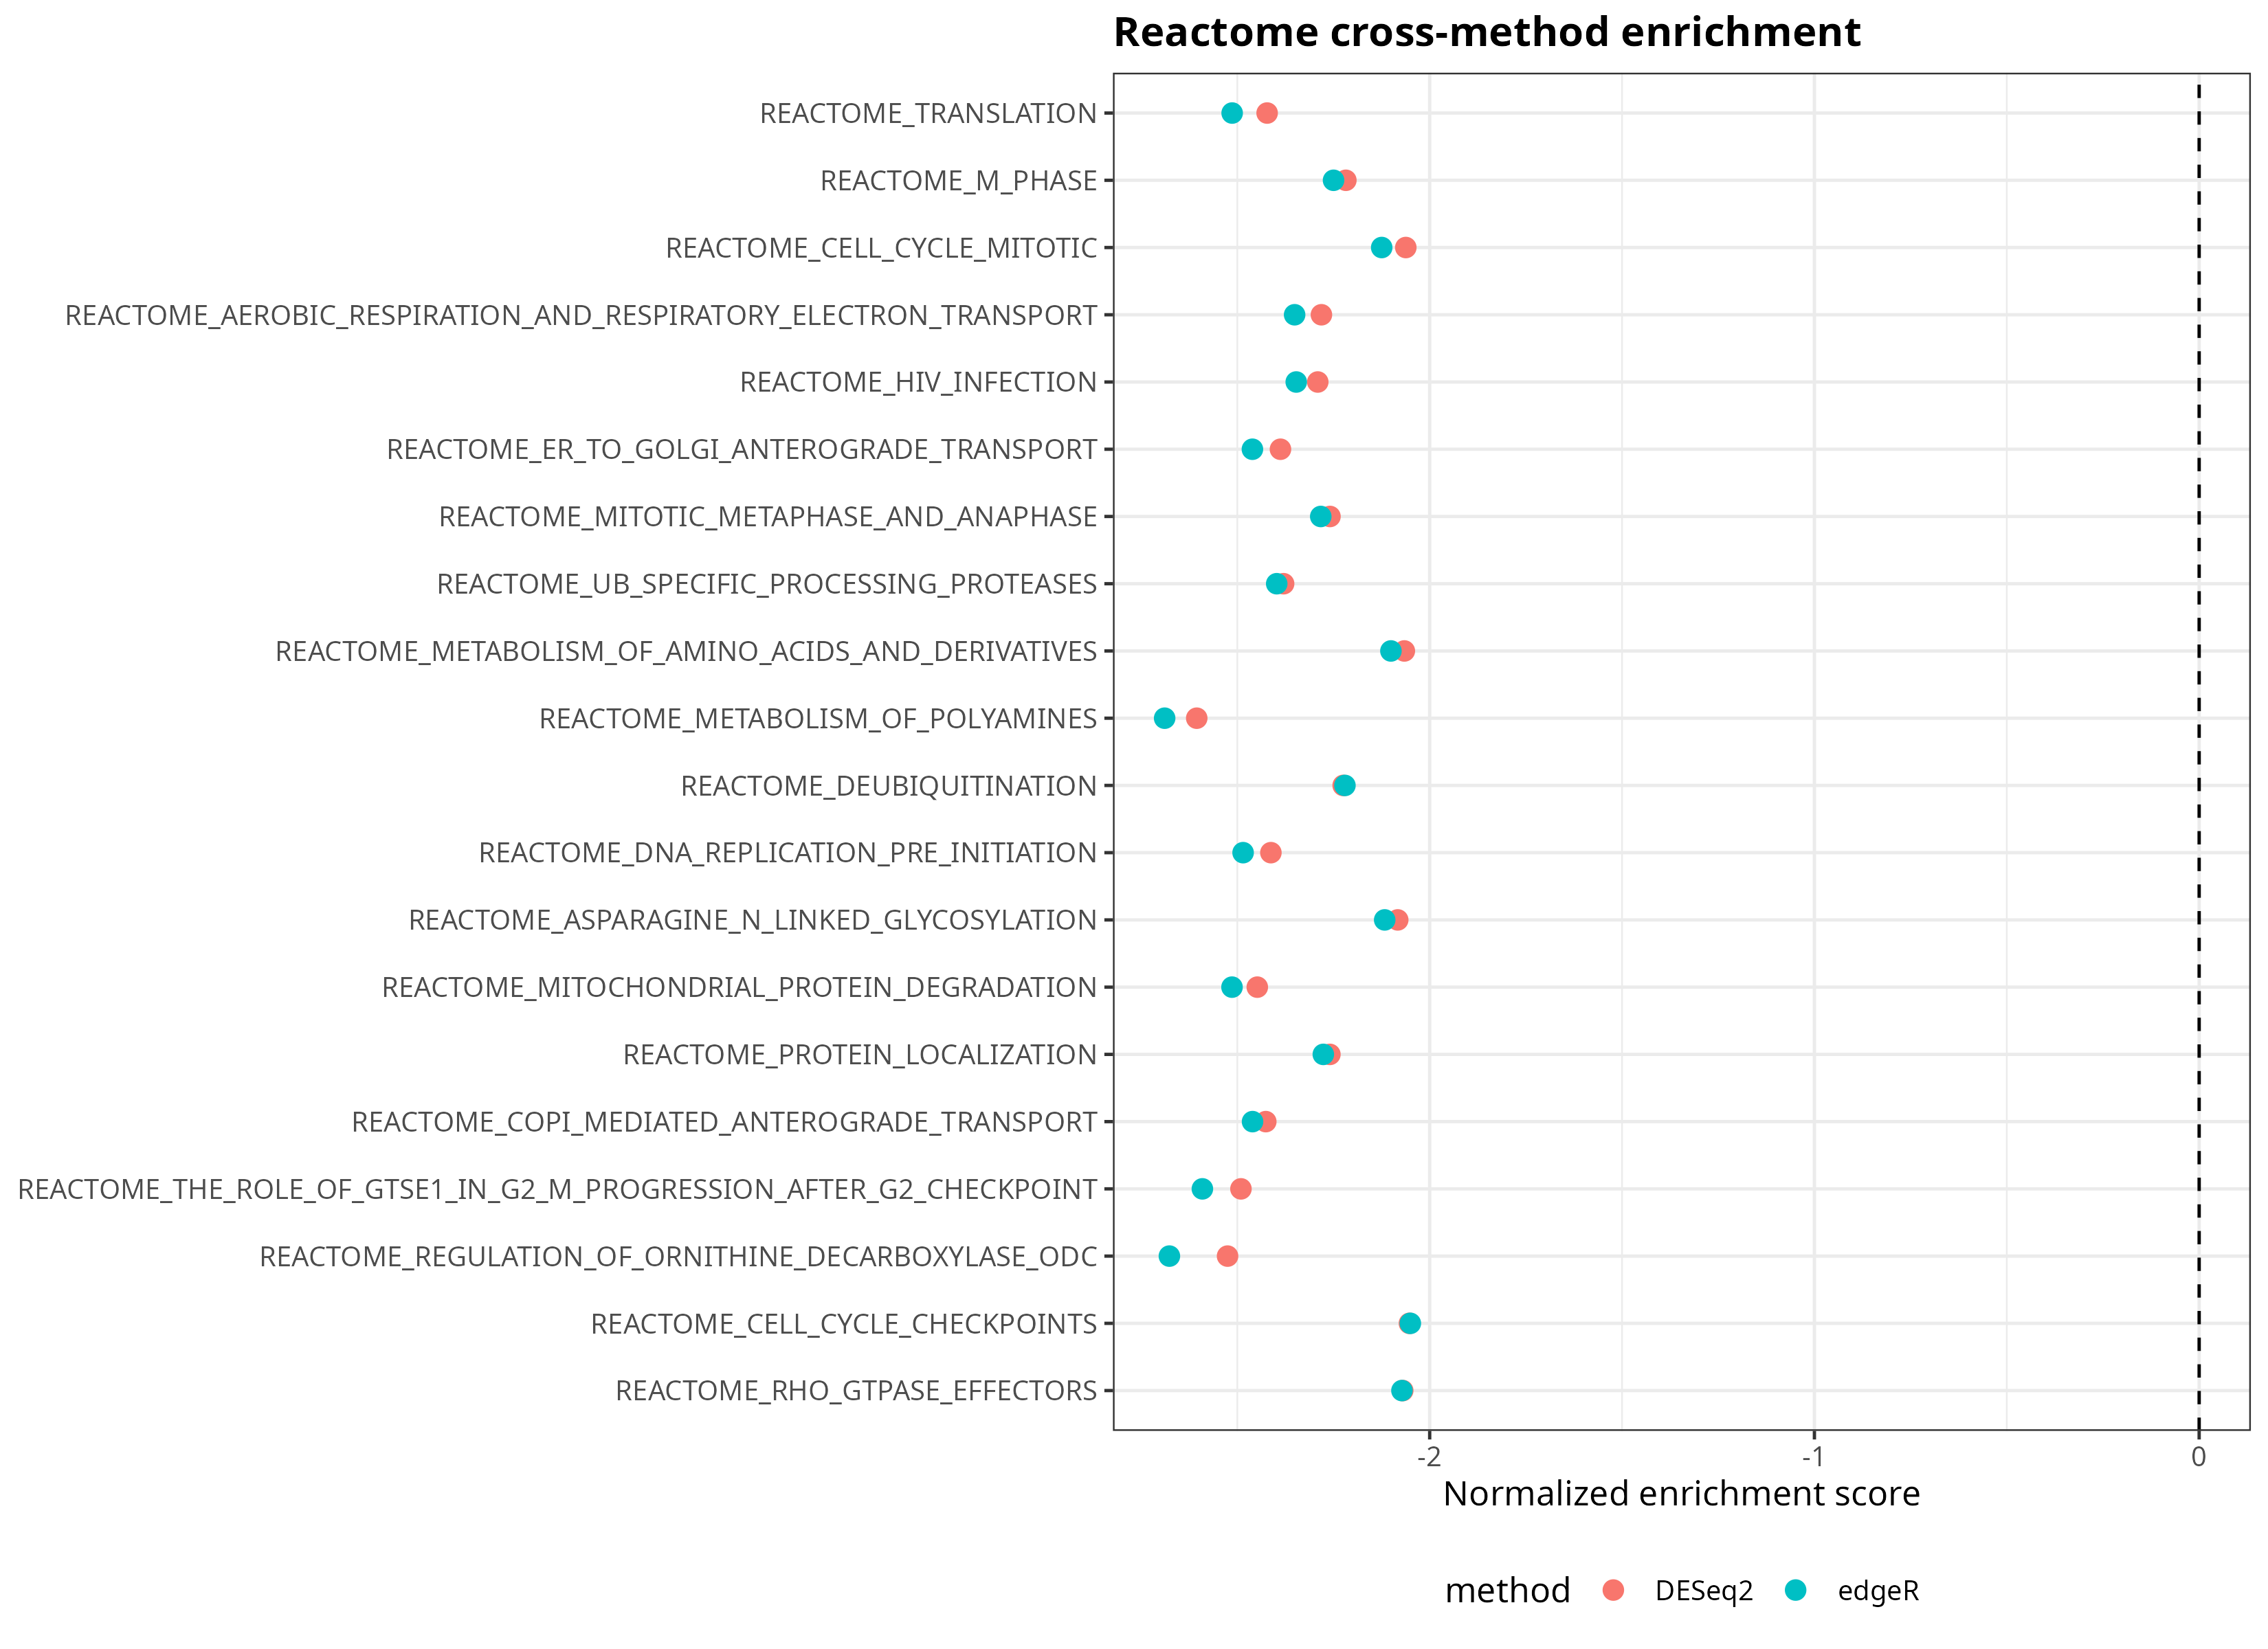 Reactome cross-method enrichment
REACTOME_TRANSLATION
REACTOME_M_PHASE
REACTOME_CELL_CYCLE_MITOTIC
REACTOME_AEROBIC_RESPIRATION_AND_RESPIRATORY_ELECTRON_TRANSPORT
REACTOME_HIV_INFECTION
REACTOME_ER_TO_GOLGI_ANTEROGRADE_TRANSPORT
REACTOME_MITOTIC_METAPHASE_AND_ANAPHASE
REACTOME_UB_SPECIFIC_PROCESSING_PROTEASES
REACTOME_METABOLISM_OF_AMINO_ACIDS_AND_DERIVATIVES
REACTOME_METABOLISM_OF_POLYAMINES
REACTOME_DEUBIQUITINATION
REACTOME_DNA_REPLICATION_PRE_INITIATION
REACTOME_ASPARAGINE_N_LINKED_GLYCOSYLATION
REACTOME_MITOCHONDRIAL_PROTEIN_DEGRADATION
REACTOME_PROTEIN_LOCALIZATION
REACTOME_COPI_MEDIATED_ANTEROGRADE_TRANSPORT
REACTOME_THE_ROLE_OF_GTSE1_IN_G2_M_PROGRESSION_AFTER_G2_CHECKPOINT
REACTOME_REGULATION_OF_ORNITHINE_DECARBOXYLASE_ODC
REACTOME_CELL_CYCLE_CHECKPOINTS
REACTOME_RHO_GTPASE_EFFECTORS
-2 -1 0
Normalized enrichment score
method DESeq2 edgeR